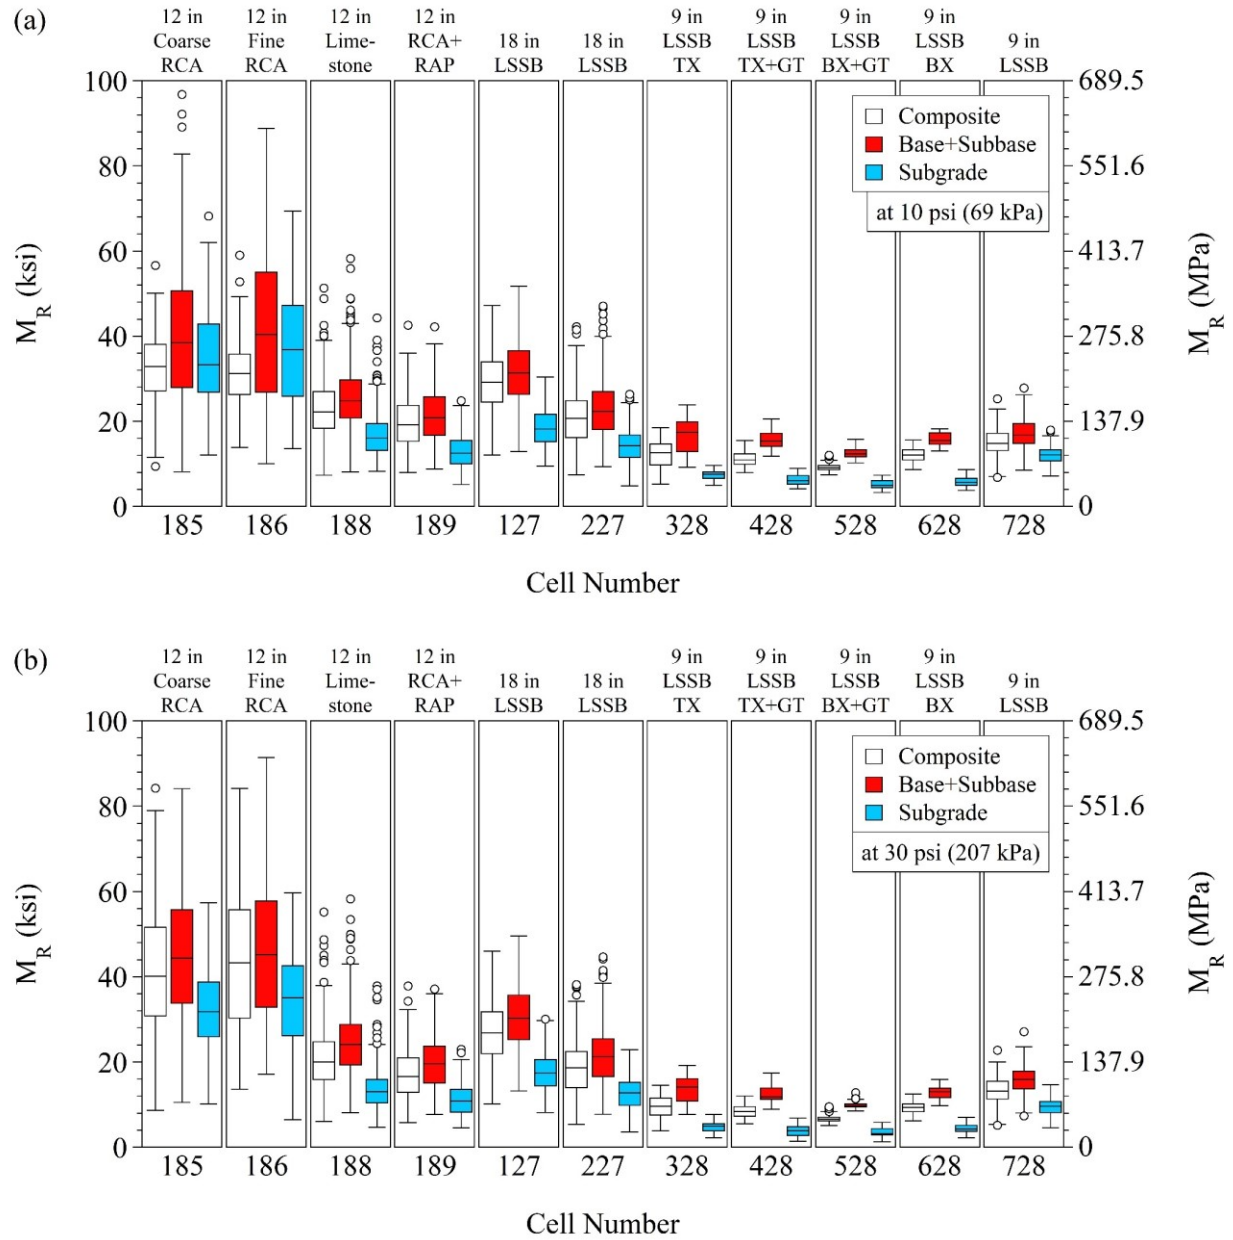 (a)
12 in 12 in 12 in 12 in 9 in 9 in 9 in 9 in
Coarse Fine Lime- RCA+ 18 in 18 in LSSB LSSB LSSB LSSB 9 in
RCA RCA stone RAP LSSB LSSB TX TX+GT BX+GT BX LSSB
100 689.5
Composite
Base+Subbase
80 551.6
Subgrade
at 10 psi (69 kPa)
60 413.7
M_R (ksi)
M_R (MPa)
40 275.8
20 137.9
0 0
185 186 188 189 127 227 328 428 528 628 728
Cell Number
(b)
12 in 12 in 12 in 12 in 9 in 9 in 9 in 9 in
Coarse Fine Lime- RCA+ 18 in 18 in LSSB LSSB LSSB LSSB 9 in
RCA RCA stone RAP LSSB LSSB TX TX+GT BX+GT BX LSSB
100 689.5
Composite
Base+Subbase
80 551.6
Subgrade
at 30 psi (207 kPa)
60 413.7
M_R (ksi)
M_R (MPa)
40 275.8
20 137.9
0 0
185 186 188 189 127 227 328 428 528 628 728
Cell Number